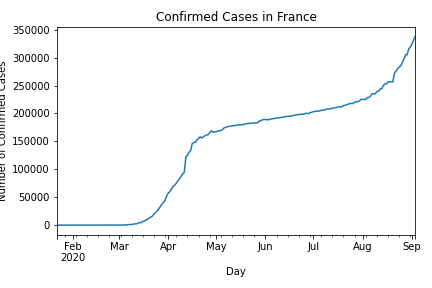 Confirmed Cases in France
Number of Confirmed Cases
350000
300000
250000
200000
150000
100000
50000
0
Feb Mar Apr May Jun Jul Aug Sep
2020
Day